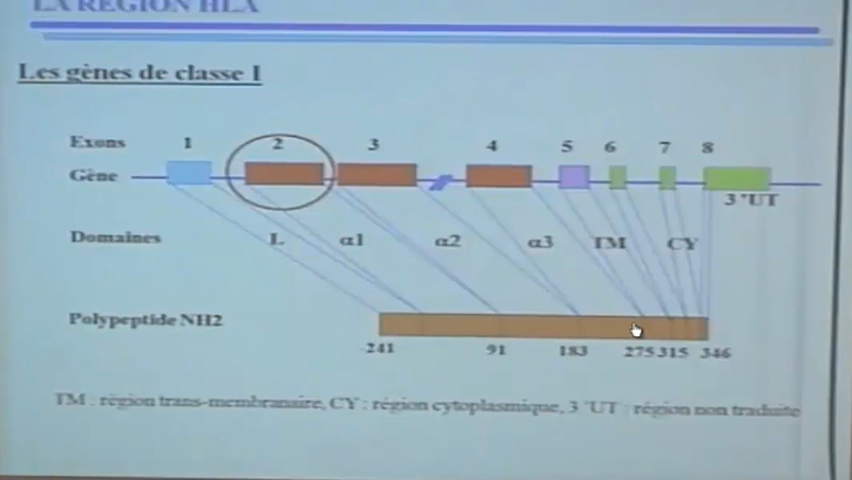 LA REGION HLA
Les gènes de classe I
Exons 1 2 3 4 5 6 7 8
Gène
3 'UT
Domaines L α1 α2 α3 TM CY
Polypeptide NH2
241 91 183 275 315 346
TM : région trans-membranaire, CY : région cytoplasmique, 3 'UT : région non traduite